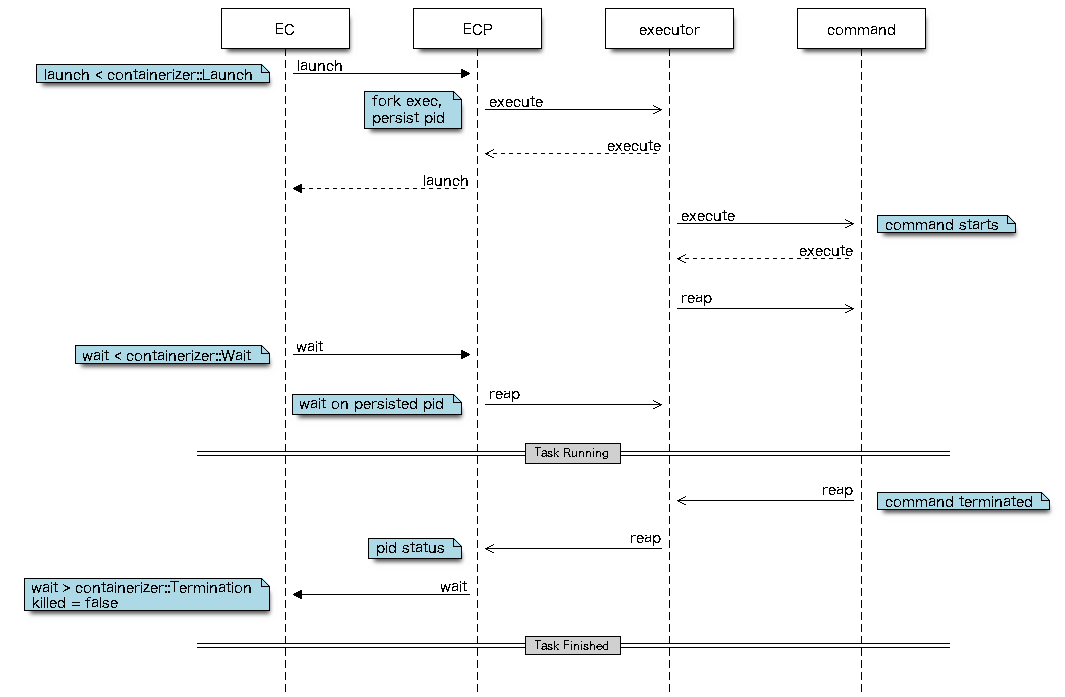 EC
ECP
executor
command
launch < containerizer::Launch
launch
fork exec,
persist pid
execute
execute
launch
execute
command starts
execute
reap
wait < containerizer::Wait
wait
wait on persisted pid
reap
Task Running
reap
command terminated
pid status
reap
wait > containerizer::Termination
killed = false
wait
Task Finished